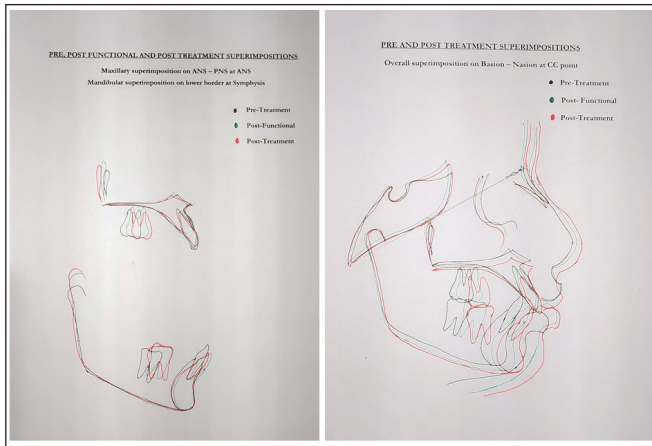 PRE, POST FUNCTIONAL AND POST TREATMENT SUPERIMPOSITIONS
Maxillary superimposition on ANS – PNS at ANS
Mandibular superimposition on lower border at Symphysis
Pre-Treatment
Post-Functional
Post-Treatment
PRE AND POST TREATMENT SUPERIMPOSITIONS
Overall superimposition on Basion – Nasion at CC point
Pre-Treatment
Post- Functional
Post-Treatment